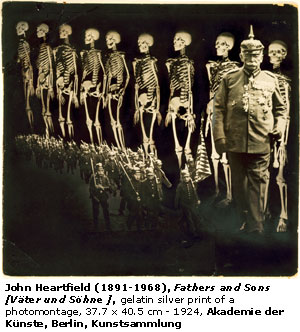 John Heartfield (1891-1968), Fathers and Sons
[Väter und Söhne ], gelatin silver print of a
photomontage, 37.7 x 40.5 cm - 1924, Akademie der
Künste, Berlin, Kunstsammlung